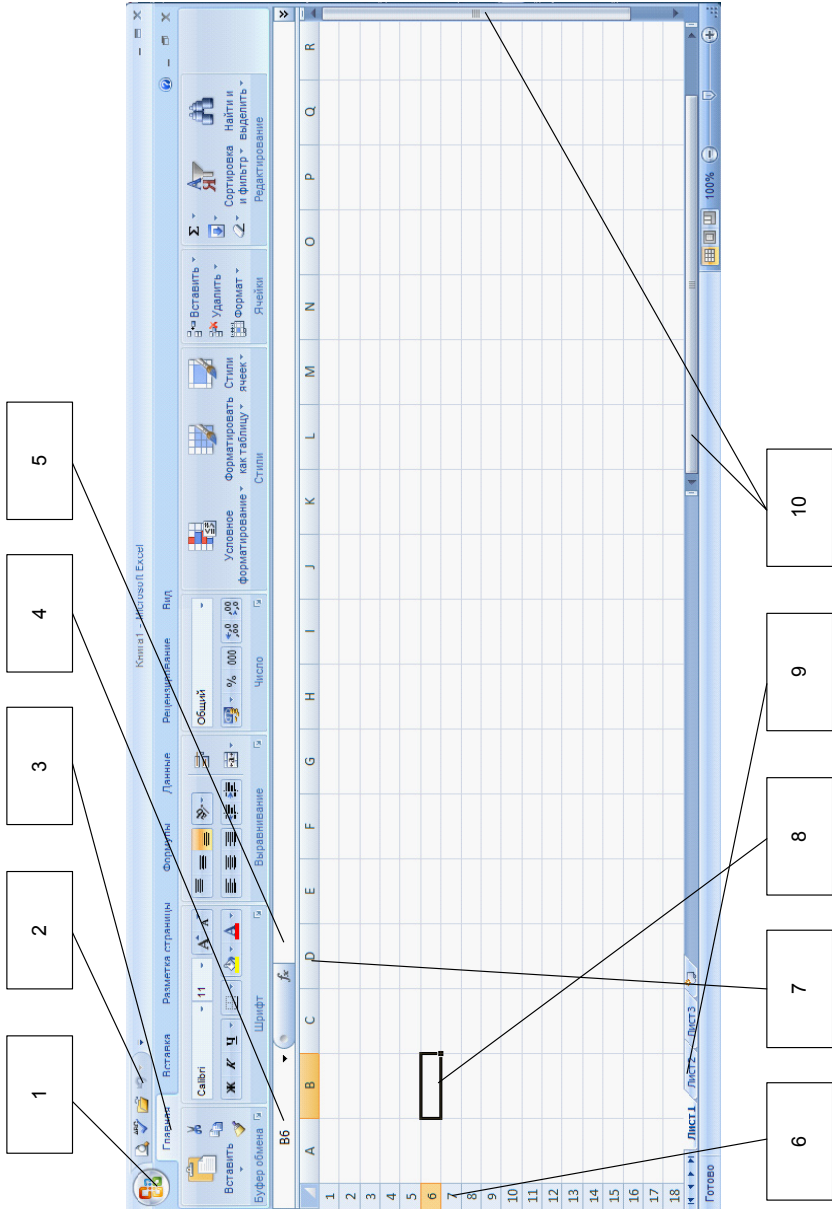 1
2
3
4
5
Книга1 - Microsoft Excel
Главная Вставка Разметка страницы Формулы Данные Рецензирование Вид
Calibri 11 Общий
Вставить
Ж К Ч
% 000
Условное форматирование
Форматировать как таблицу
Стили ячеек
Вставить
Удалить
Формат
Σ
Сортировка и фильтр
Найти и выделить
Буфер обмена Шрифт Выравнивание Число Стили Ячейки Редактирование
B6 fx
A B C D E F G H I J K L M N O P Q R
1
2
3
4
5
6
7
8
9
10
11
12
13
14
15
16
17
18
Лист1 Лист2 Лист3
Готово 100%
6
7
8
9
10